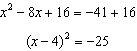 x² − 8x + 16 = −41 + 16
(x − 4)² = −25